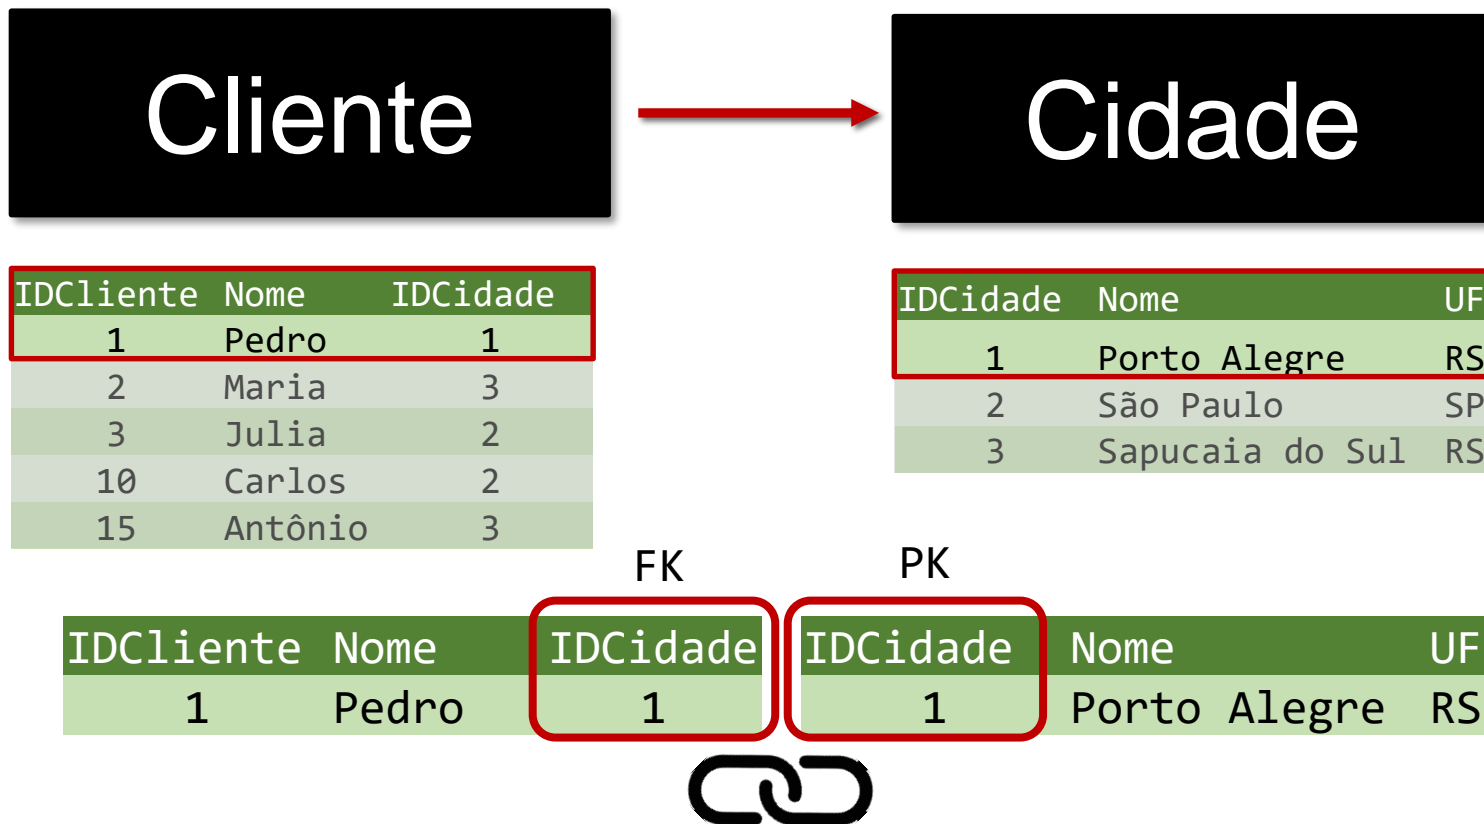 Cliente
Cidade
IDCliente Nome IDCidade
1 Pedro 1
2 Maria 3
3 Julia 2
10 Carlos 2
15 Antônio 3
IDCidade Nome UF
1 Porto Alegre RS
2 São Paulo SP
3 Sapucaia do Sul RS
FK PK
IDCliente Nome IDCidade IDCidade Nome UF
1 Pedro 1 1 Porto Alegre RS